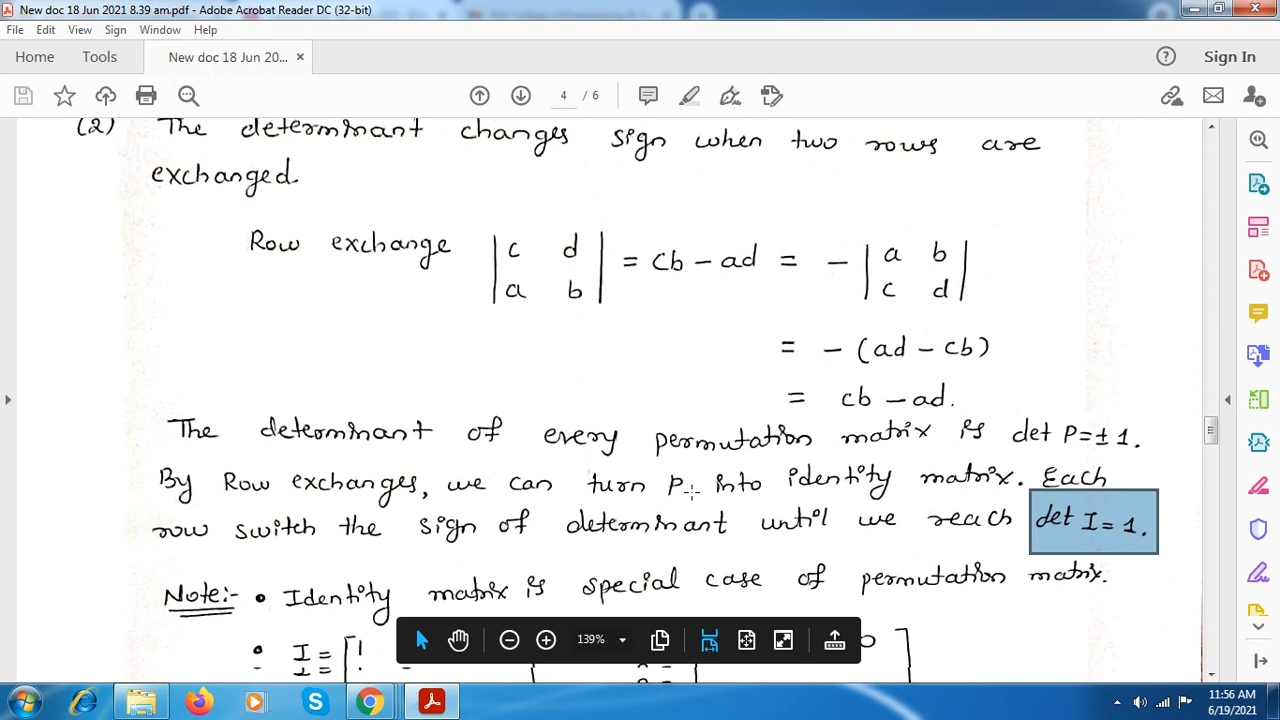 New doc 18 Jun 2021 8.39 am.pdf - Adobe Acrobat Reader DC (32-bit)
File Edit View Sign Window Help
Home Tools New doc 18 Jun 20... × Sign In
4 / 6
(2) The determinant changes sign when two rows are
exchanged.
Row exchange | c d | = cb - ad = - | a b |
| a b | | c d |
= - (ad - cb)
= cb - ad.
The determinant of every permutation matrix is det P = ± 1.
By Row exchanges, we can turn P into identity matrix. Each
row switch the sign of determinant until we reach det I = 1.
Note:- • Identity matrix is special case of permutation matrix.
• I =
139%
11:56 AM
6/19/2021